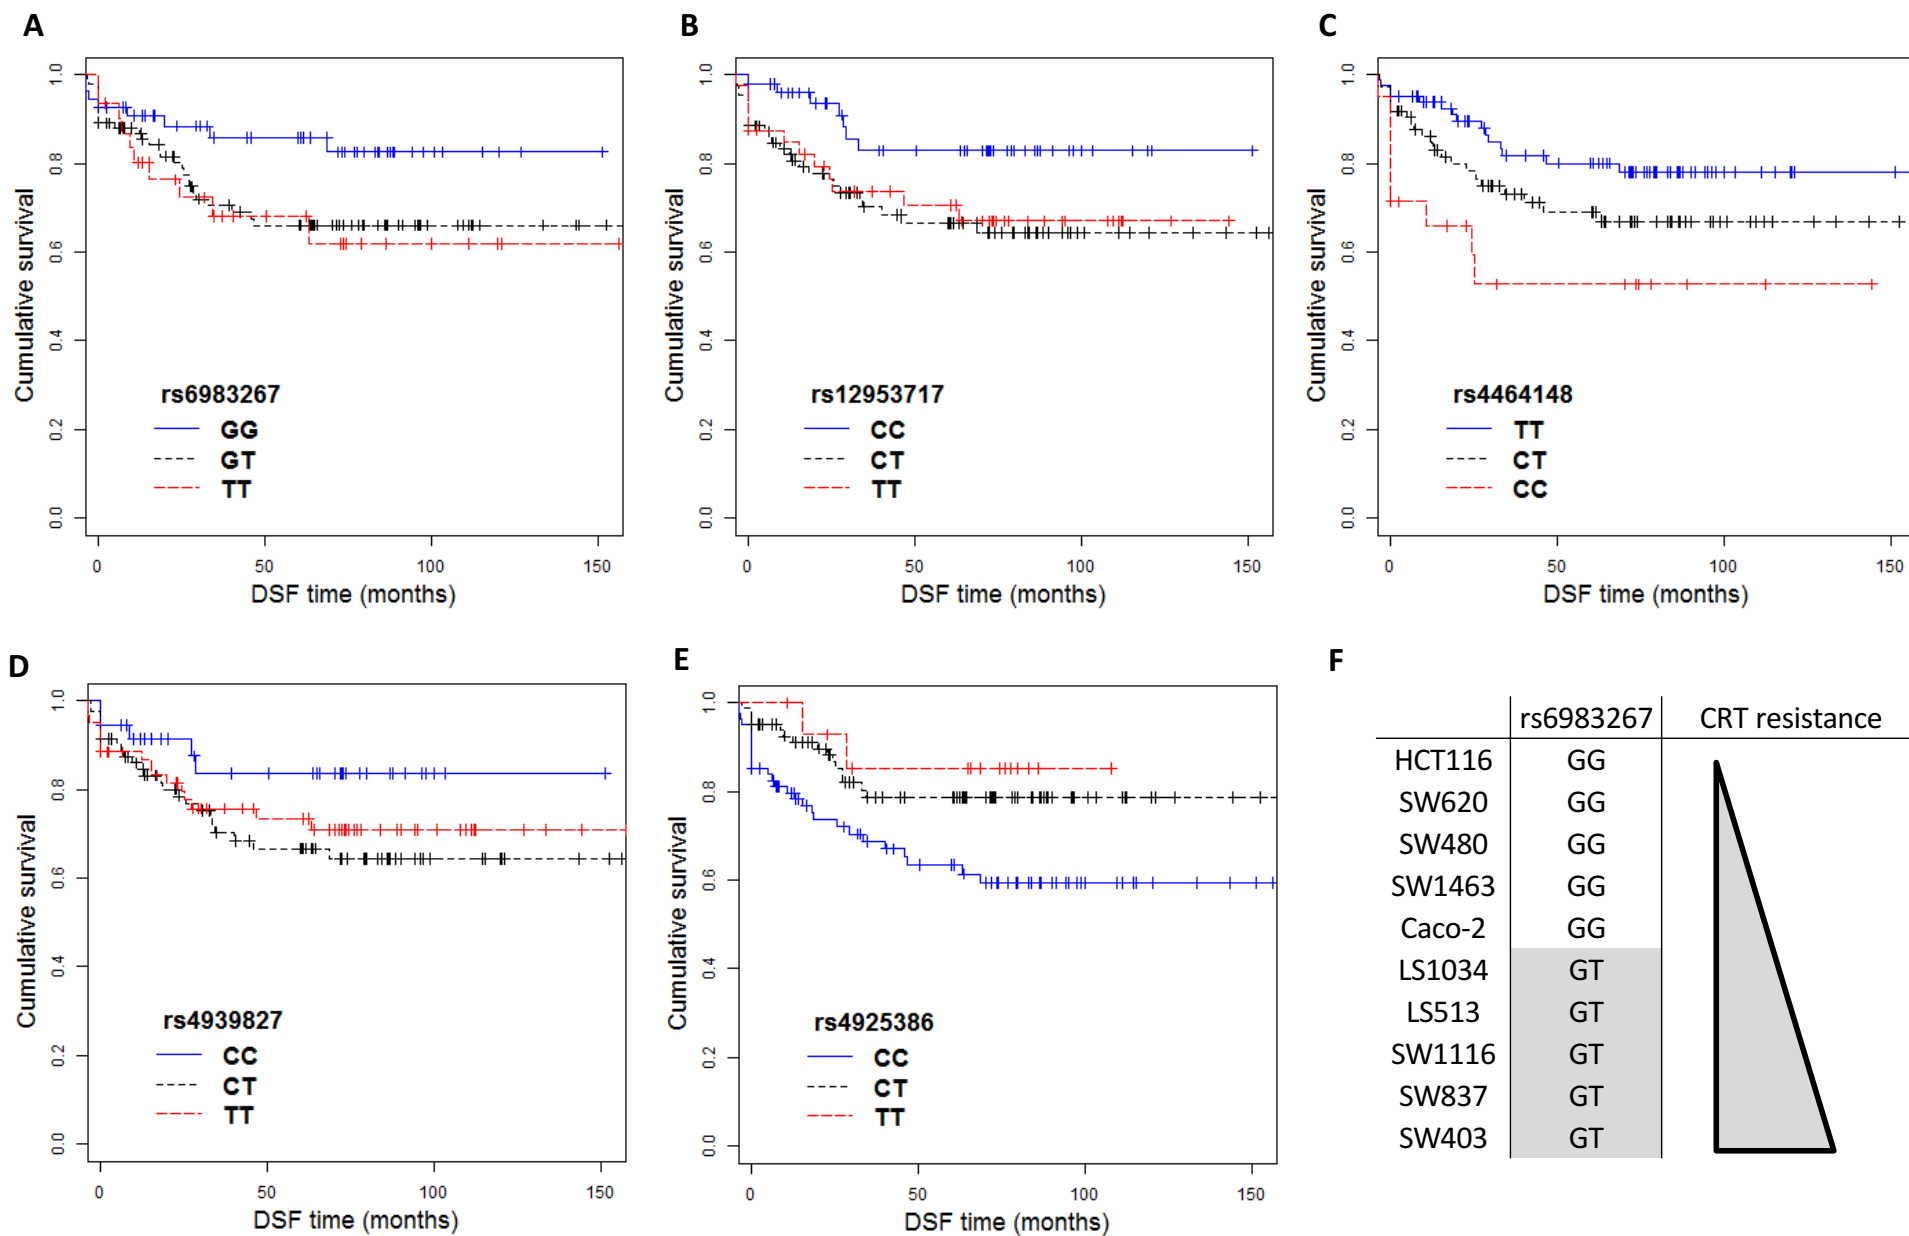 A
1.0
0.8
0.6
0.4
0.2
0.0
Cumulative survival
rs6983267
GG
GT
TT
0 50 100 150
DSF time (months)
B
1.0
0.8
0.6
0.4
0.2
0.0
Cumulative survival
rs12953717
CC
CT
TT
0 50 100 150
DSF time (months)
C
1.0
0.8
0.6
0.4
0.2
0.0
Cumulative survival
rs4464148
TT
CT
CC
0 50 100 150
DSF time (months)
D
1.0
0.8
0.6
0.4
0.2
0.0
Cumulative survival
rs4939827
CC
CT
TT
0 50 100 150
DSF time (months)
E
1.0
0.8
0.6
0.4
0.2
0.0
Cumulative survival
rs4925386
CC
CT
TT
0 50 100 150
DSF time (months)
F
rs6983267 CRT resistance
HCT116 GG
SW620 GG
SW480 GG
SW1463 GG
Caco-2 GG
LS1034 GT
LS513 GT
SW1116 GT
SW837 GT
SW403 GT